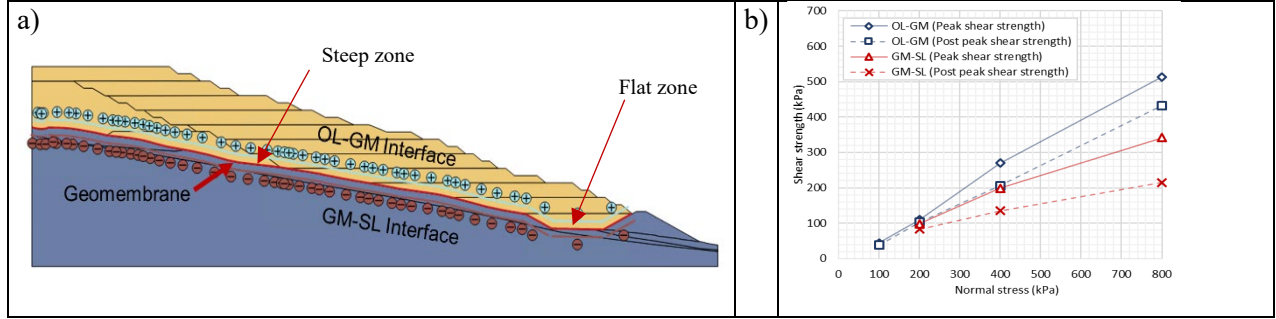 a)
Steep zone
Flat zone
OL-GM Interface
Geomembrane
GM-SL Interface
b)
700
600
500
400
300
200
100
0
Shear strength(kPa)
OL-GM (Peak shear strength)
OL-GM (Post peak shear strength)
GM-SL (Peak shear strength)
GM-SL (Post peak shear strength)
0 100 200 300 400 500 600 700 800
Normal stress (kPa)